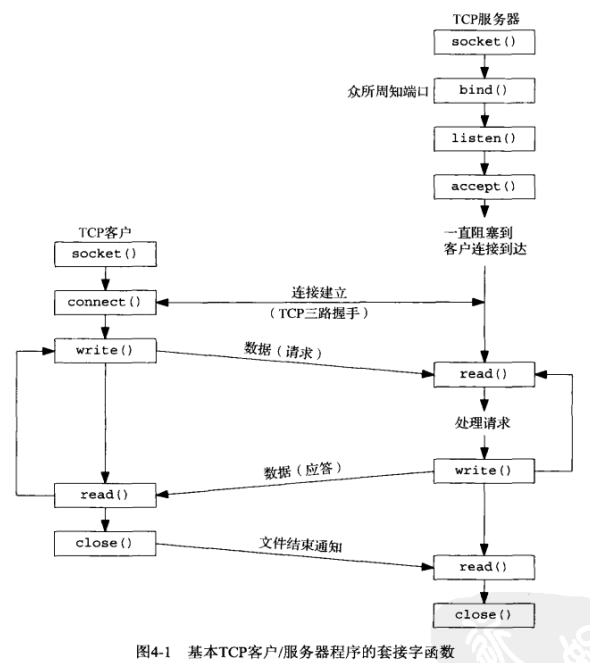 TCP服务器
socket()
众所周知端口
bind()
listen()
accept()
一直阻塞到
客户连接到达
TCP客户
socket()
connect()
连接建立
(TCP三路握手)
write()
数据(请求)
read()
处理请求
write()
数据(应答)
read()
close()
文件结束通知
read()
close()
图4-1 基本TCP客户/服务器程序的套接字函数